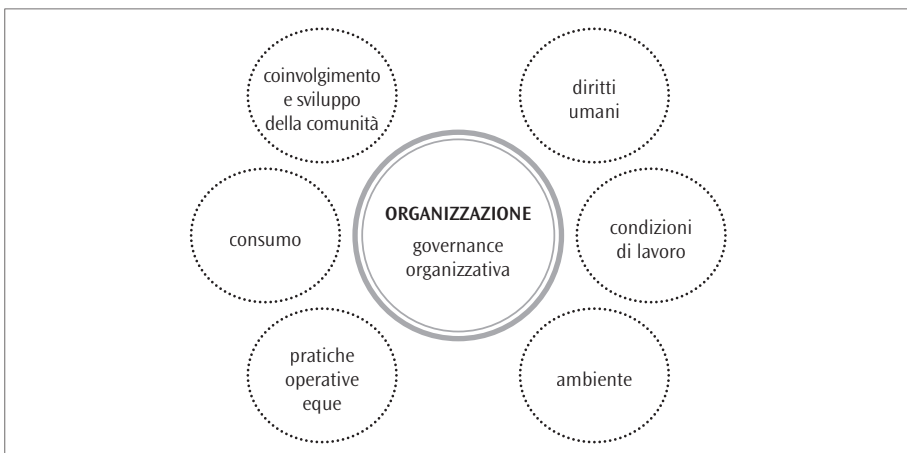 coinvolgimento
e sviluppo
della comunità
diritti
umani
consumo
ORGANIZZAZIONE
governance
organizzativa
condizioni
di lavoro
pratiche
operative
eque
ambiente